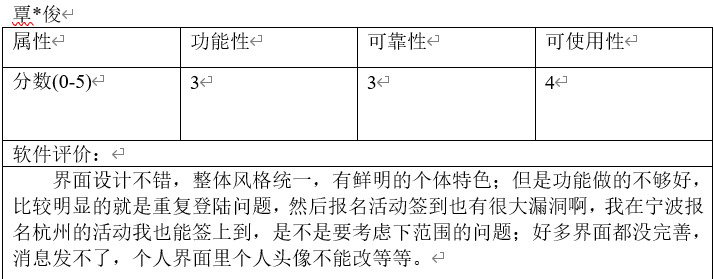 覃*俊
属性 功能性 可靠性 可使用性
分数(0-5) 3 3 4
软件评价：
界面设计不错，整体风格统一，有鲜明的个体特色；但是功能做的不够好，
比较明显的就是重复登陆问题，然后报名活动签到也有很大漏洞啊，我在宁波报
名杭州的活动我也能签上到，是不是要考虑下范围的问题；好多界面都没完善，
消息发不了，个人界面里个人头像不能改等等。